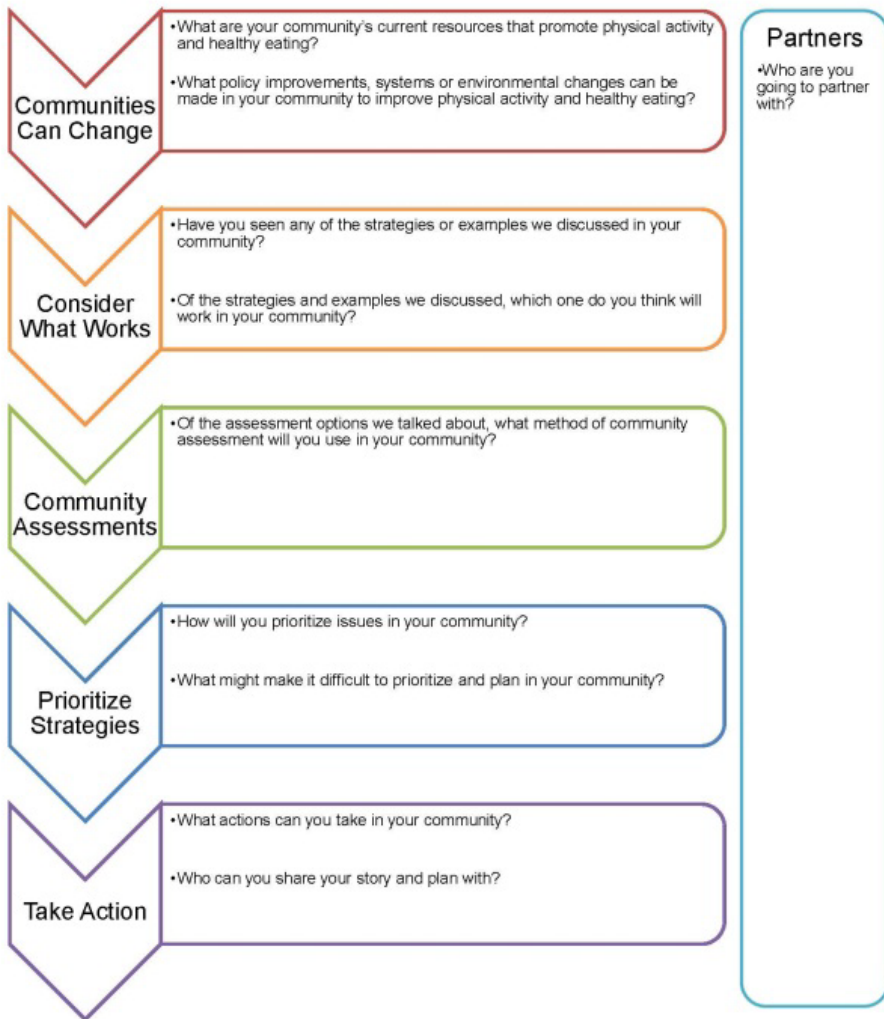 Communities
Can Change
•What are your community's current resources that promote physical activity
and healthy eating?
•What policy improvements, systems or environmental changes can be
made in your community to improve physical activity and healthy eating?
Consider
What Works
•Have you seen any of the strategies or examples we discussed in your
community?
•Of the strategies and examples we discussed, which one do you think will
work in your community?
Community
Assessments
•Of the assessment options we talked about, what method of community
assessment will you use in your community?
Prioritize
Strategies
•How will you prioritize issues in your community?
•What might make it difficult to prioritize and plan in your community?
Take Action
•What actions can you take in your community?
•Who can you share your story and plan with?
Partners
•Who are you
going to partner
with?